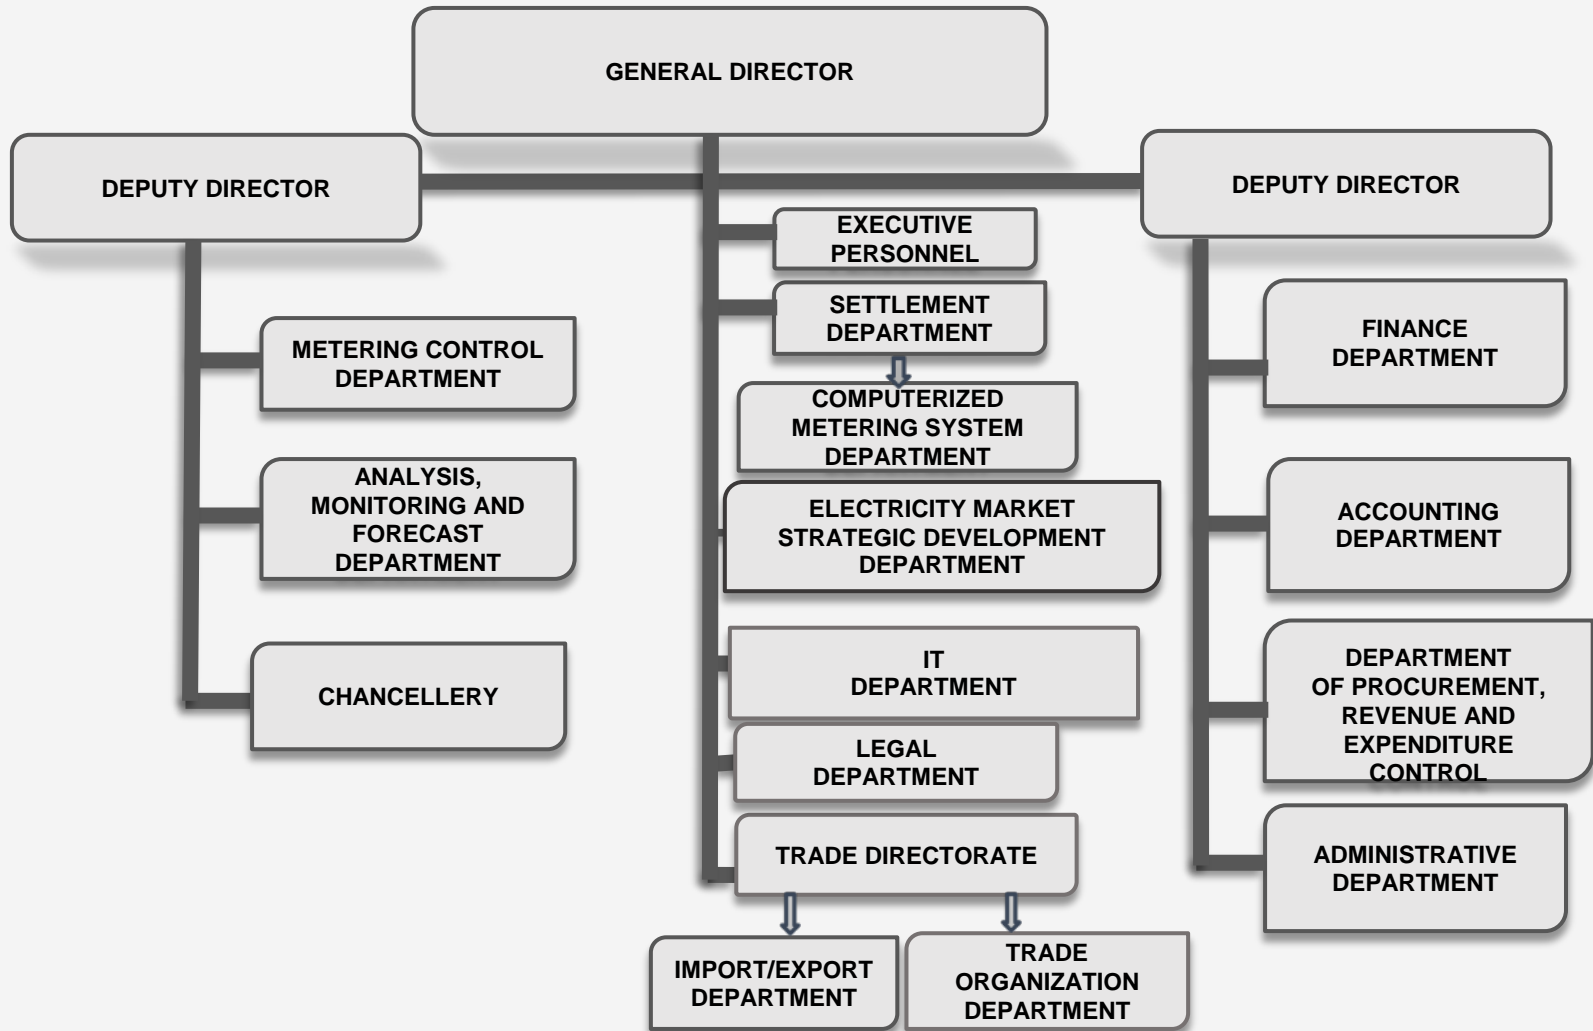 GENERAL DIRECTOR
DEPUTY DIRECTOR
DEPUTY DIRECTOR
METERING CONTROL
DEPARTMENT
ANALYSIS,
MONITORING AND
FORECAST
DEPARTMENT
CHANCELLERY
EXECUTIVE
PERSONNEL
SETTLEMENT
DEPARTMENT
COMPUTERIZED
METERING SYSTEM
DEPARTMENT
ELECTRICITY MARKET
STRATEGIC DEVELOPMENT
DEPARTMENT
IT
DEPARTMENT
LEGAL
DEPARTMENT
TRADE DIRECTORATE
IMPORT/EXPORT
DEPARTMENT
TRADE
ORGANIZATION
DEPARTMENT
FINANCE
DEPARTMENT
ACCOUNTING
DEPARTMENT
DEPARTMENT
OF PROCUREMENT,
REVENUE AND
EXPENDITURE
CONTROL
ADMINISTRATIVE
DEPARTMENT